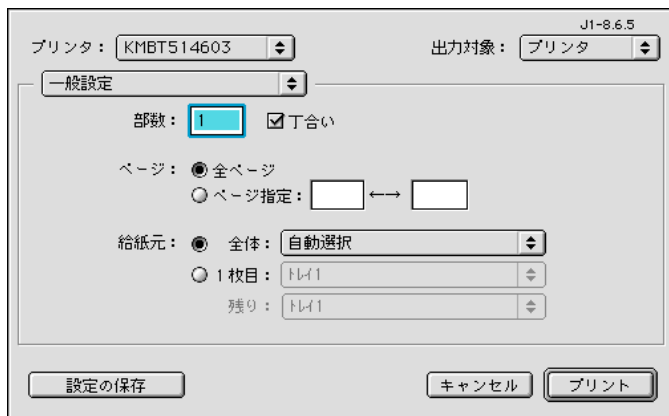 J1-8.6.5
プリンタ： KMBT514603 出力対象： プリンタ
一般設定
部数： 1 丁合い
ページ： 全ページ
ページ指定： ←→
給紙元： 全体： 自動選択
1枚目： トレイ1
残り： トレイ1
設定の保存 キャンセル プリント